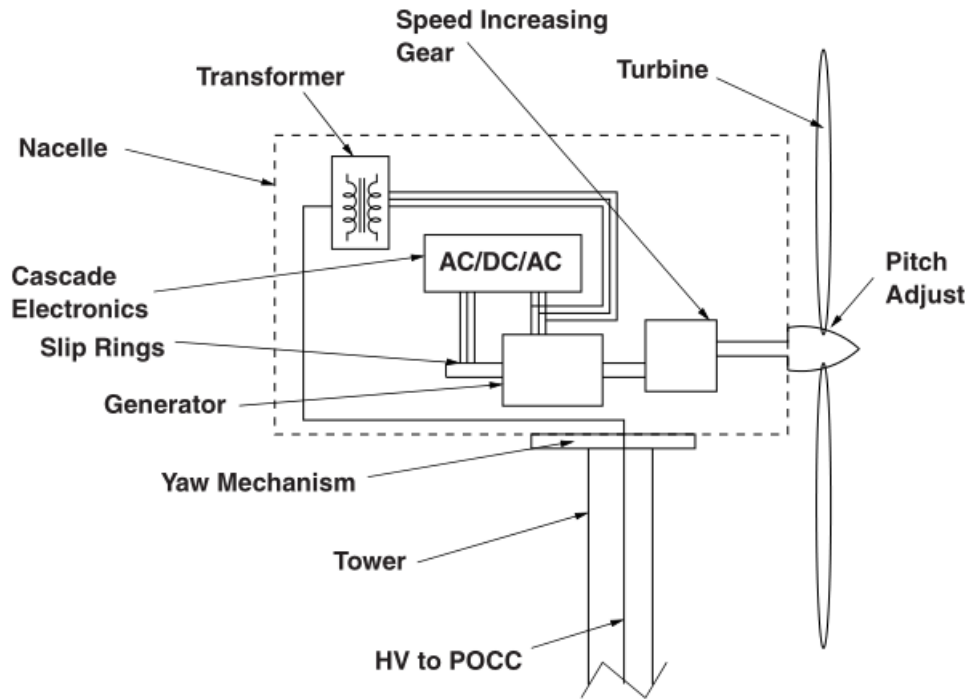 Speed Increasing
Gear
Transformer
Turbine
Nacelle
AC/DC/AC
Pitch
Adjust
Cascade
Electronics
Slip Rings
Generator
Yaw Mechanism
Tower
HV to POCC